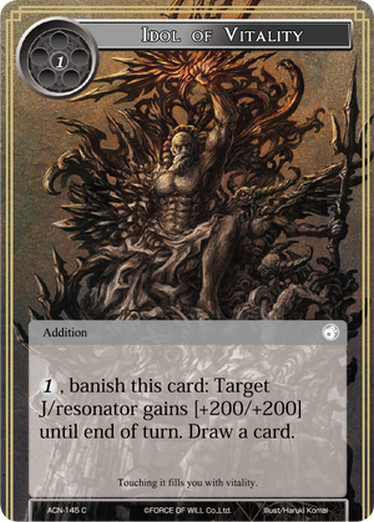 1
IDOL OF VITALITY
Addition
1, banish this card: Target
J/resonator gains [+200/+200]
until end of turn. Draw a card.
Touching it fills you with vitality.
ACN-145 C ©FORCE OF WILL Co.,Ltd. Illust/Haruki Komai